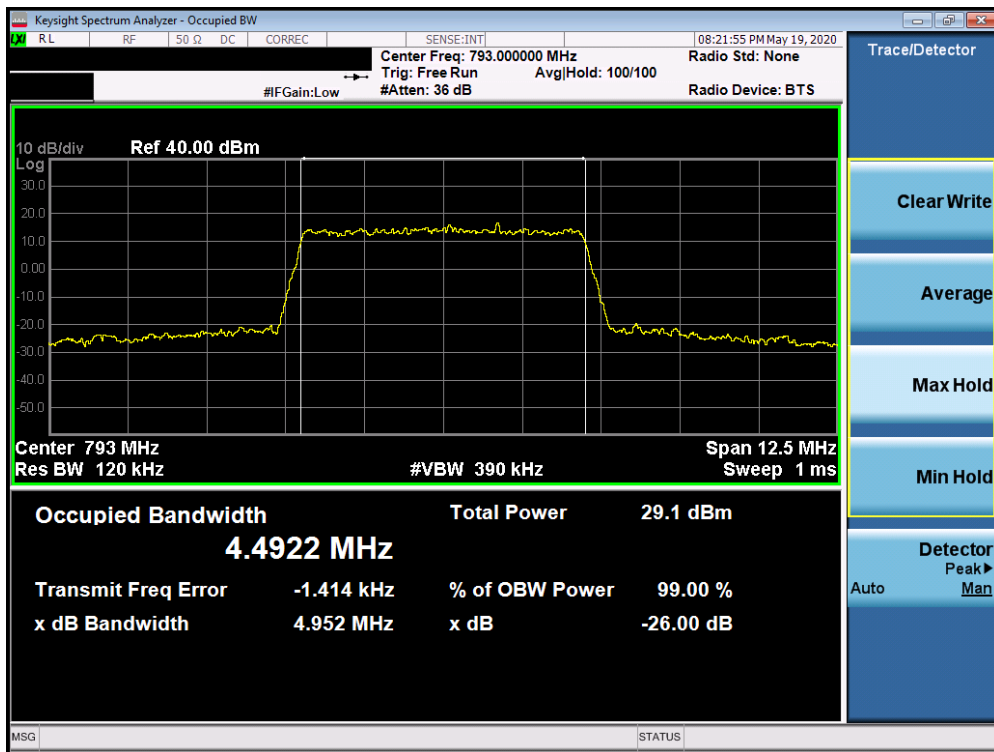 Keysight Spectrum Analyzer - Occupied BW
LXI RL RF 50 Ω DC CORREC SENSE:INT 08:21:55 PM May 19, 2020
Center Freq: 793.000000 MHz Radio Std: None
Trig: Free Run Avg|Hold: 100/100
#IFGain:Low #Atten: 36 dB Radio Device: BTS
10 dB/div Ref 40.00 dBm
Log
30.0
20.0
10.0
0.00
-10.0
-20.0
-30.0
-40.0
-50.0
Center 793 MHz Span 12.5 MHz
Res BW 120 kHz #VBW 390 kHz Sweep 1 ms
Occupied Bandwidth Total Power 29.1 dBm
4.4922 MHz
Transmit Freq Error -1.414 kHz % of OBW Power 99.00 %
x dB Bandwidth 4.952 MHz x dB -26.00 dB
MSG STATUS
Trace/Detector
Clear Write
Average
Max Hold
Min Hold
Detector
Peak▶
Auto Man